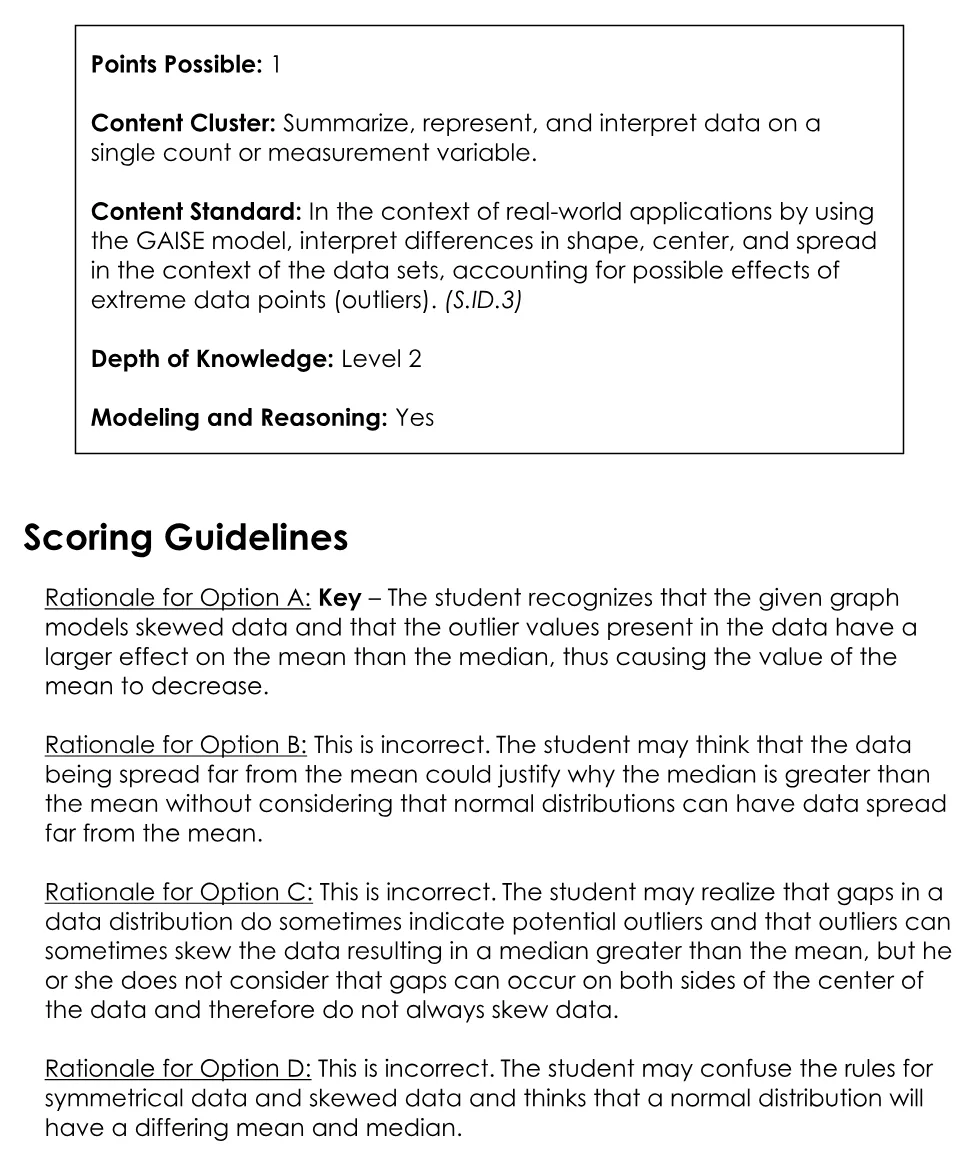 Points Possible: 1
Content Cluster: Summarize, represent, and interpret data on a
single count or measurement variable.
Content Standard: In the context of real-world applications by using
the GAISE model, interpret differences in shape, center, and spread
in the context of the data sets, accounting for possible effects of
extreme data points (outliers). (S.ID.3)
Depth of Knowledge: Level 2
Modeling and Reasoning: Yes
Scoring Guidelines
Rationale for Option A: Key – The student recognizes that the given graph
models skewed data and that the outlier values present in the data have a
larger effect on the mean than the median, thus causing the value of the
mean to decrease.
Rationale for Option B: This is incorrect. The student may think that the data
being spread far from the mean could justify why the median is greater than
the mean without considering that normal distributions can have data spread
far from the mean.
Rationale for Option C: This is incorrect. The student may realize that gaps in a
data distribution do sometimes indicate potential outliers and that outliers can
sometimes skew the data resulting in a median greater than the mean, but he
or she does not consider that gaps can occur on both sides of the center of
the data and therefore do not always skew data.
Rationale for Option D: This is incorrect. The student may confuse the rules for
symmetrical data and skewed data and thinks that a normal distribution will
have a differing mean and median.